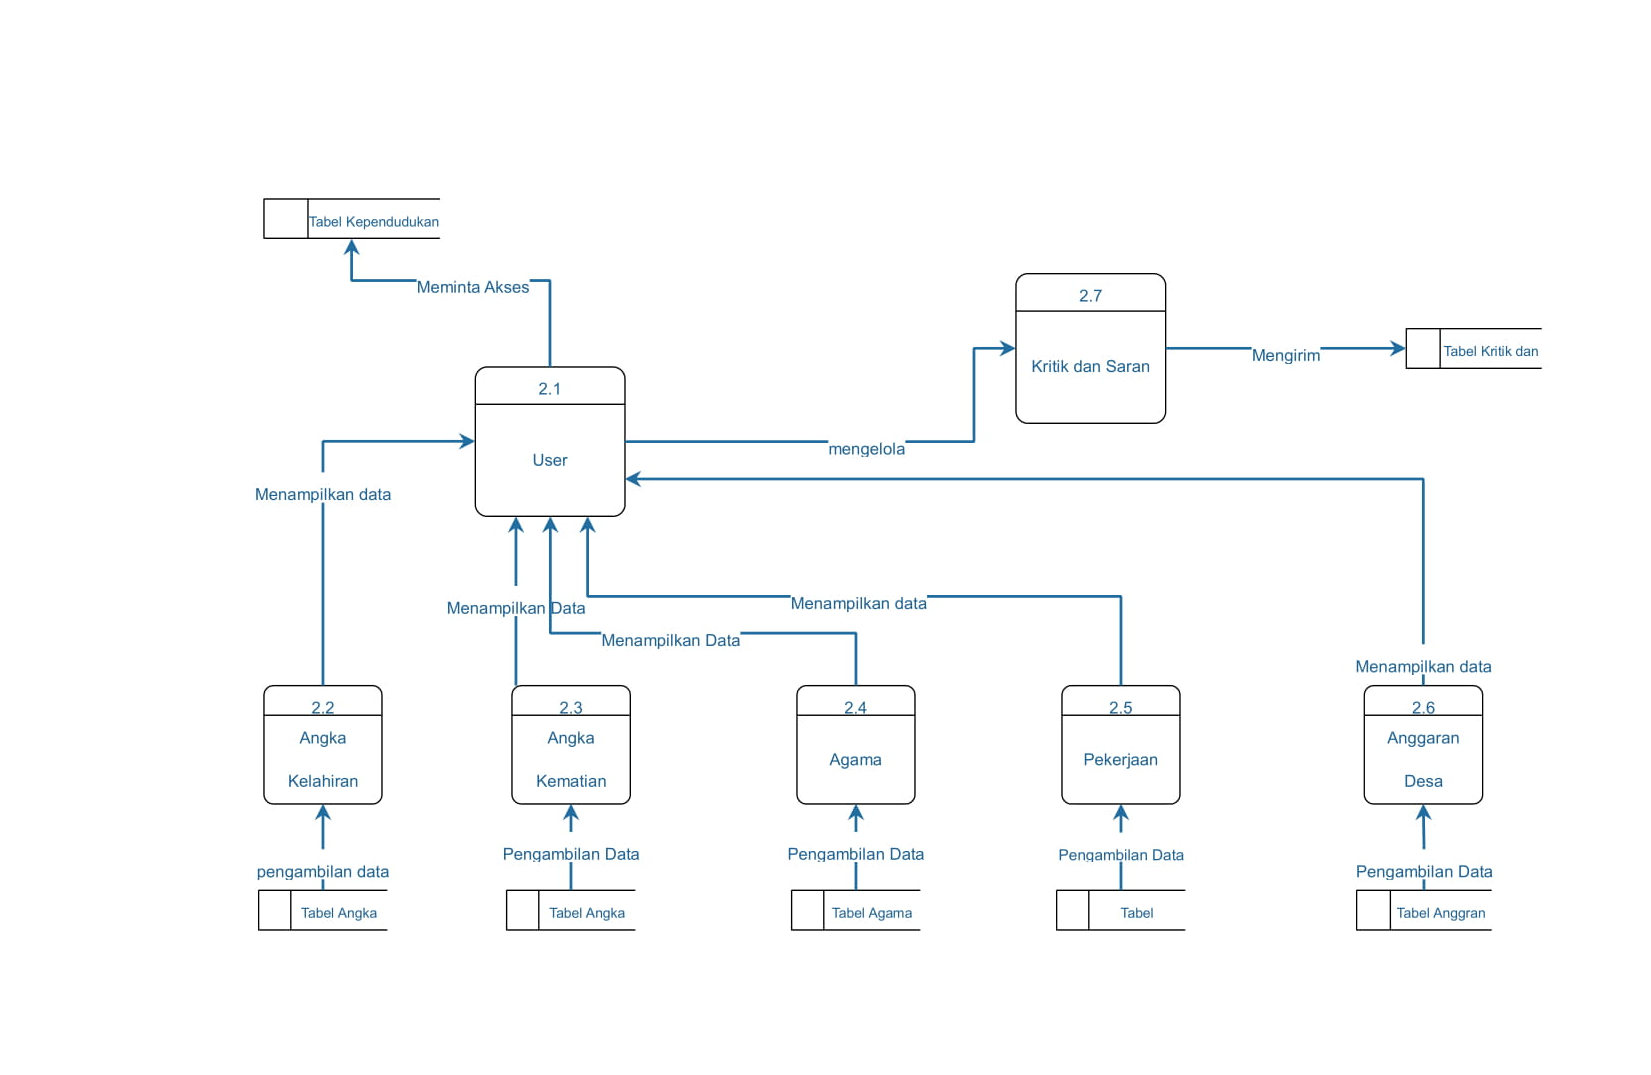 Tabel Kependudukan
Meminta Akses
2.7
Kritik dan Saran
Mengirim
Tabel Kritik dan
2.1
User
mengelola
Menampilkan data
Menampilkan Data
Menampilkan data
Menampilkan Data
Menampilkan data
2.2
Angka
Kelahiran
2.3
Angka
Kematian
2.4
Agama
2.5
Pekerjaan
2.6
Anggaran
Desa
pengambilan data
Pengambilan Data
Pengambilan Data
Pengambilan Data
Pengambilan Data
Tabel Angka
Tabel Angka
Tabel Agama
Tabel
Tabel Anggran